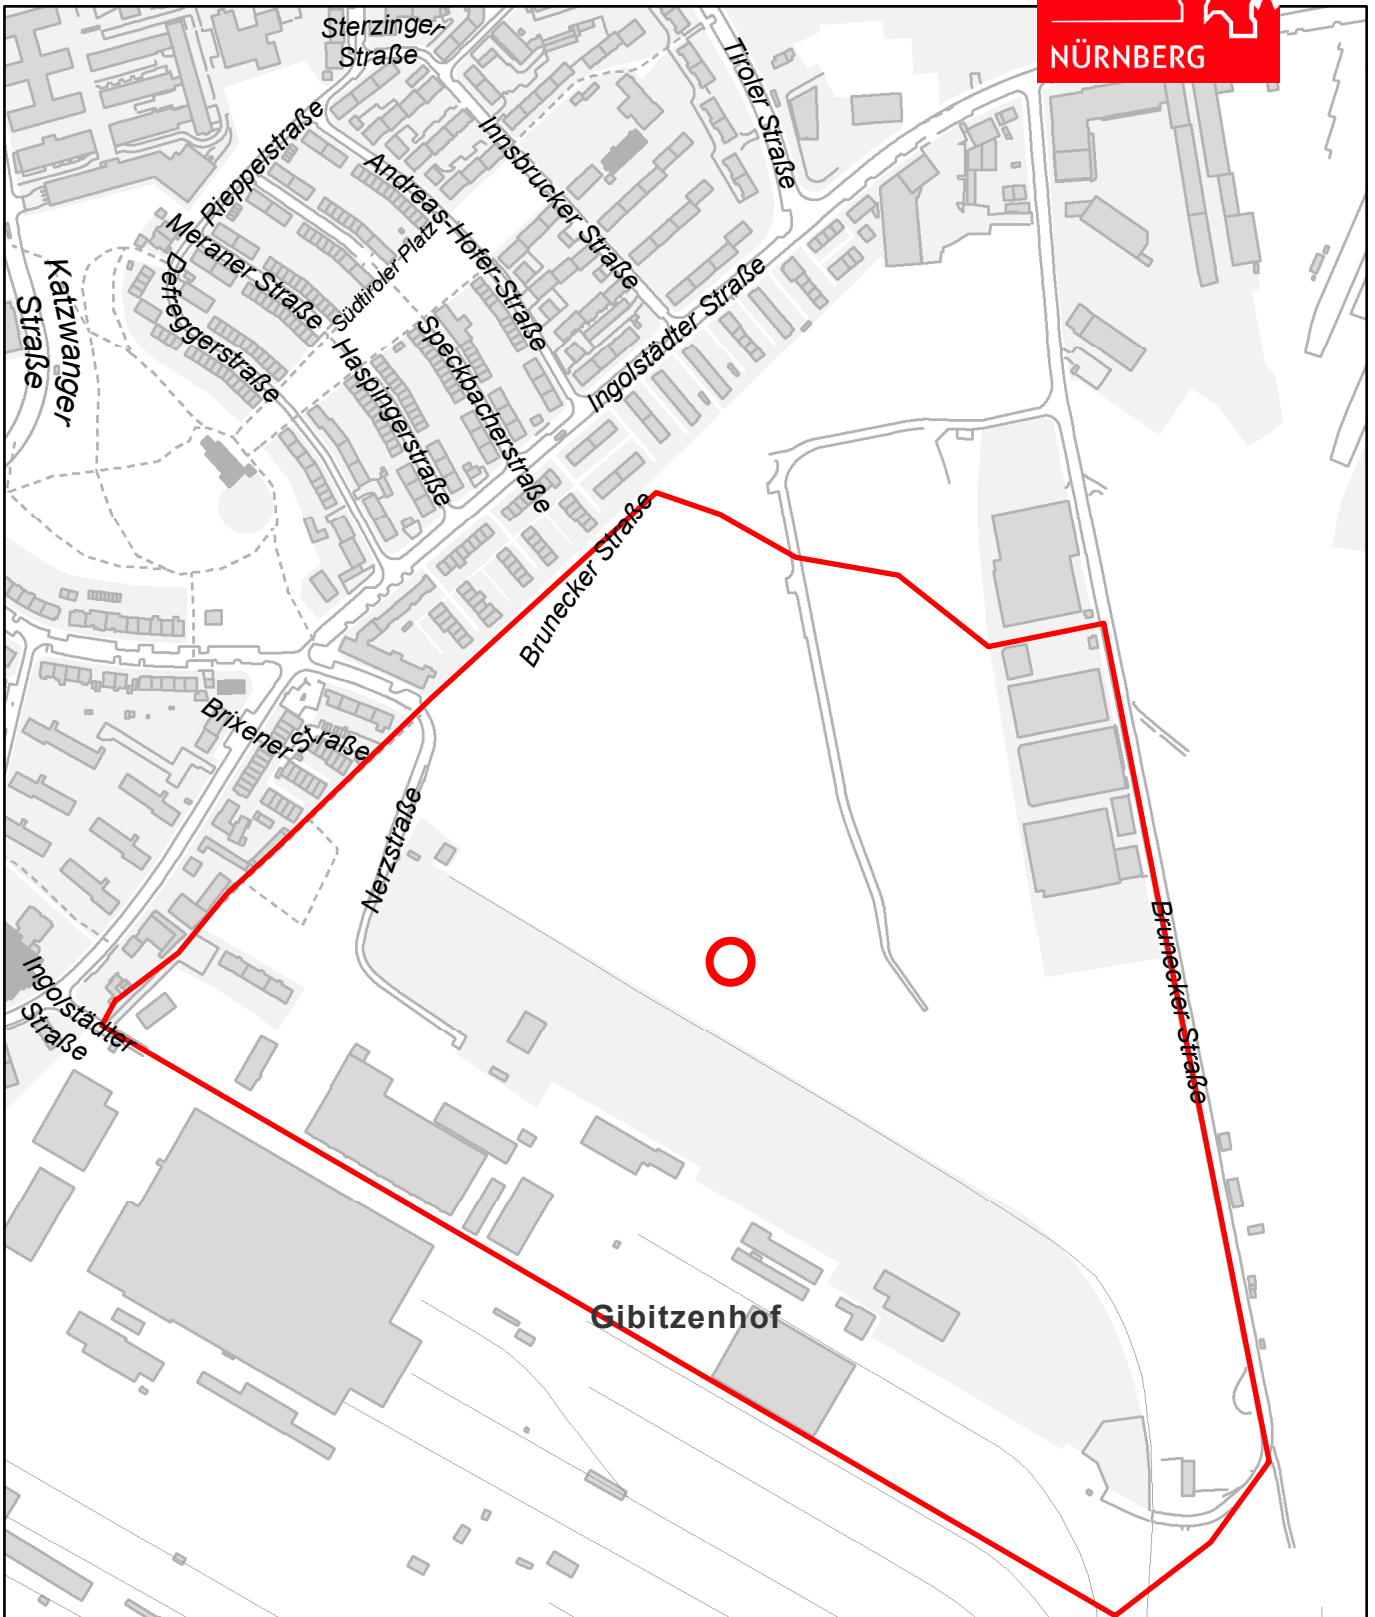 NÜRNBERG
Sterzinger
Straße
Tiroler Straße
Rieppelstraße
Innsbrucker Straße
Andreas-Hofer-Straße
Meraner Straße
Südtiroler Platz
Defreggerstraße
Katzwanger
Straße
Haspingerstraße
Speckbacherstraße
Ingolstädter Straße
Brunecker Straße
Brixener Straße
Nerzstraße
Brunecker Straße
Ingolstädter
Straße
Gibitzenhof